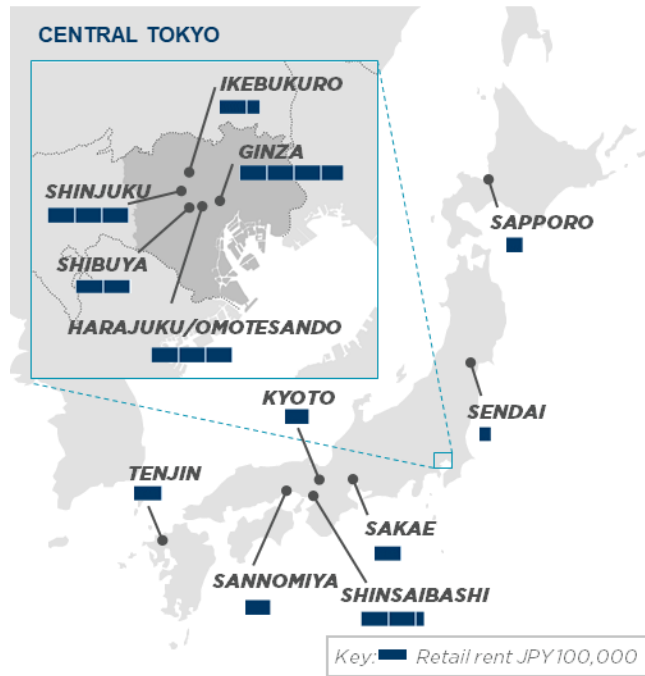 CENTRAL TOKYO
IKEBUKURO
GINZA
SHINJUKU
SHIBUYA
HARAJUKU/OMOTESANDO
SAPPORO
KYOTO
SENDAI
TENJIN
SAKAE
SANNOMIYA
SHINSAIBASHI
Key: Retail rent JPY100,000